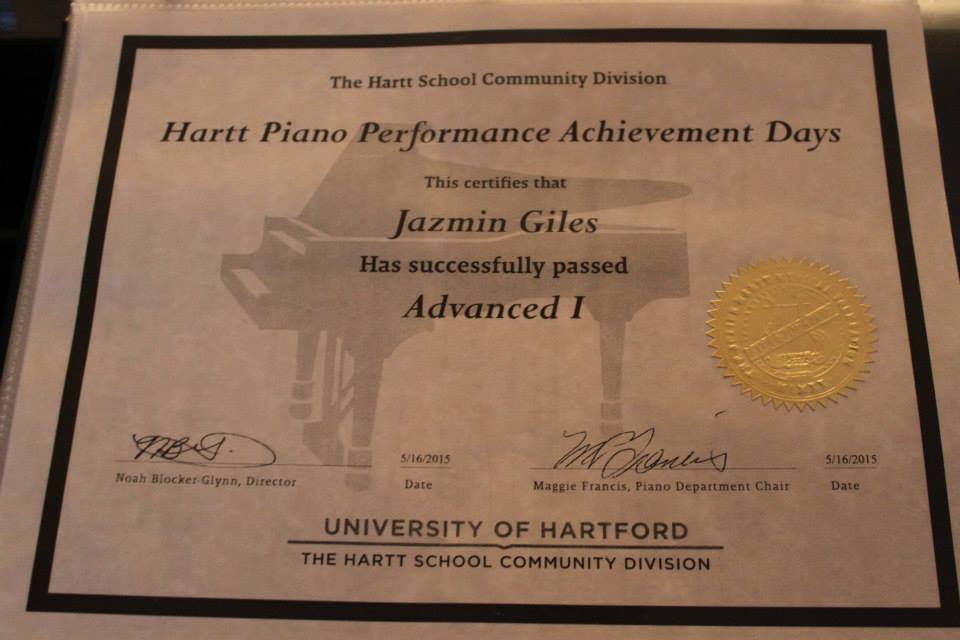 The Hartt School Community Division
Hartt Piano Performance Achievement Days
This certifies that
Jazmin Giles
Has successfully passed
Advanced I
5/16/2015
5/16/2015
Noah Blocker-Glynn, Director
Date
Maggie Francis, Piano Department Chair
Date
UNIVERSITY OF HARTFORD
THE HARTT SCHOOL COMMUNITY DIVISION